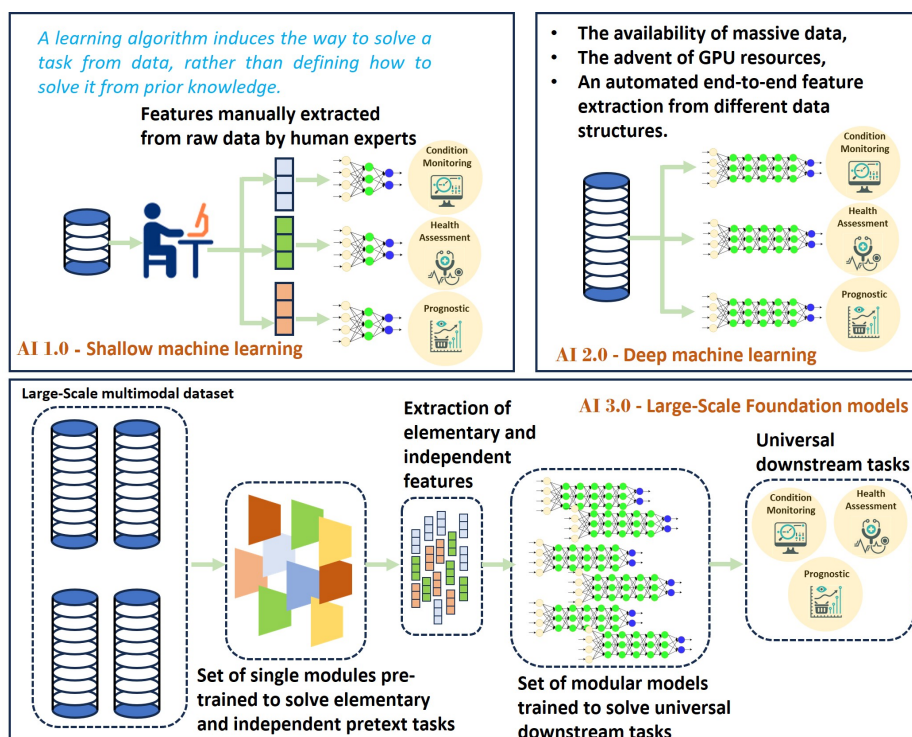 A learning algorithm induces the way to solve a
task from data, rather than defining how to
solve it from prior knowledge.
Features manually extracted
from raw data by human experts
Condition
Monitoring
Health
Assessment
Prognostic
AI 1.0 - Shallow machine learning
• The availability of massive data,
• The advent of GPU resources,
• An automated end-to-end feature
extraction from different data
structures.
Condition
Monitoring
Health
Assessment
Prognostic
AI 2.0 - Deep machine learning
Large-Scale multimodal dataset
AI 3.0 - Large-Scale Foundation models
Extraction of
elementary and
independent
features
Universal
downstream tasks
Condition
Monitoring
Health
Assessment
Prognostic
Set of single modules pre-
trained to solve elementary
and independent pretext tasks
Set of modular models
trained to solve universal
downstream tasks